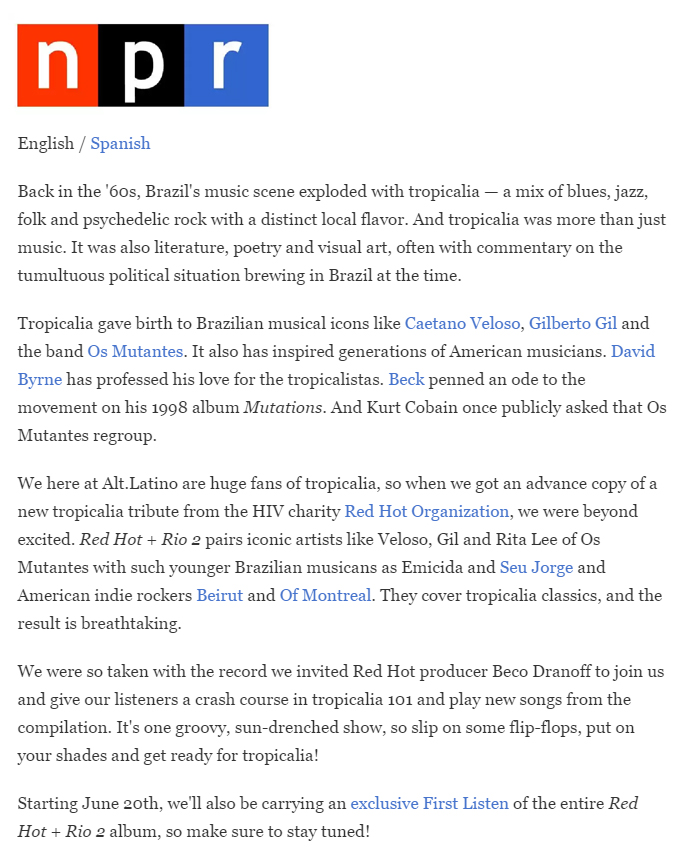 npr
English / Spanish
Back in the '60s, Brazil's music scene exploded with tropicalia — a mix of blues, jazz,
folk and psychedelic rock with a distinct local flavor. And tropicalia was more than just
music. It was also literature, poetry and visual art, often with commentary on the
tumultuous political situation brewing in Brazil at the time.
Tropicalia gave birth to Brazilian musical icons like Caetano Veloso, Gilberto Gil and
the band Os Mutantes. It also has inspired generations of American musicians. David
Byrne has professed his love for the tropicalistas. Beck penned an ode to the
movement on his 1998 album Mutations. And Kurt Cobain once publicly asked that Os
Mutantes regroup.
We here at Alt.Latino are huge fans of tropicalia, so when we got an advance copy of a
new tropicalia tribute from the HIV charity Red Hot Organization, we were beyond
excited. Red Hot + Rio 2 pairs iconic artists like Veloso, Gil and Rita Lee of Os
Mutantes with such younger Brazilian musicans as Emicida and Seu Jorge and
American indie rockers Beirut and Of Montreal. They cover tropicalia classics, and the
result is breathtaking.
We were so taken with the record we invited Red Hot producer Beco Dranoff to join us
and give our listeners a crash course in tropicalia 101 and play new songs from the
compilation. It's one groovy, sun-drenched show, so slip on some flip-flops, put on
your shades and get ready for tropicalia!
Starting June 20th, we'll also be carrying an exclusive First Listen of the entire Red
Hot + Rio 2 album, so make sure to stay tuned!